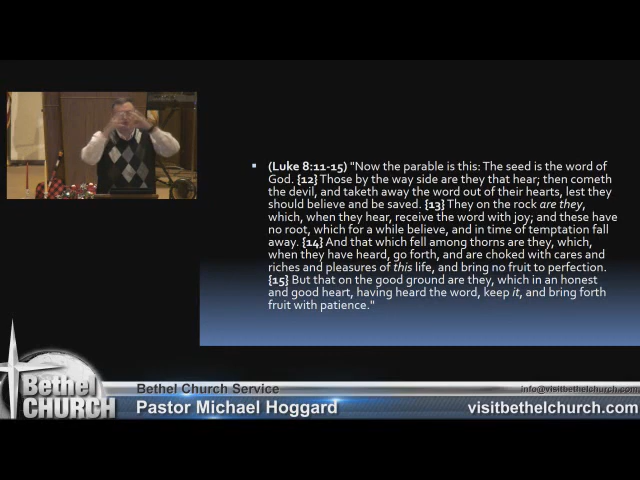 (Luke 8:11-15) "Now the parable is this: The seed is the word of
God. {12} Those by the way side are they that hear; then cometh
the devil, and taketh away the word out of their hearts, lest they
should believe and be saved. {13} They on the rock are they,
which, when they hear, receive the word with joy; and these have
no root, which for a while believe, and in time of temptation fall
away. {14} And that which fell among thorns are they, which,
when they have heard, go forth, and are choked with cares and
riches and pleasures of this life, and bring no fruit to perfection.
{15} But that on the good ground are they, which in an honest
and good heart, having heard the word, keep it, and bring forth
fruit with patience."
Bethel
CHURCH
Bethel Church Service
info@visitbethelchurch.com
Pastor Michael Hoggard
visitbethelchurch.com